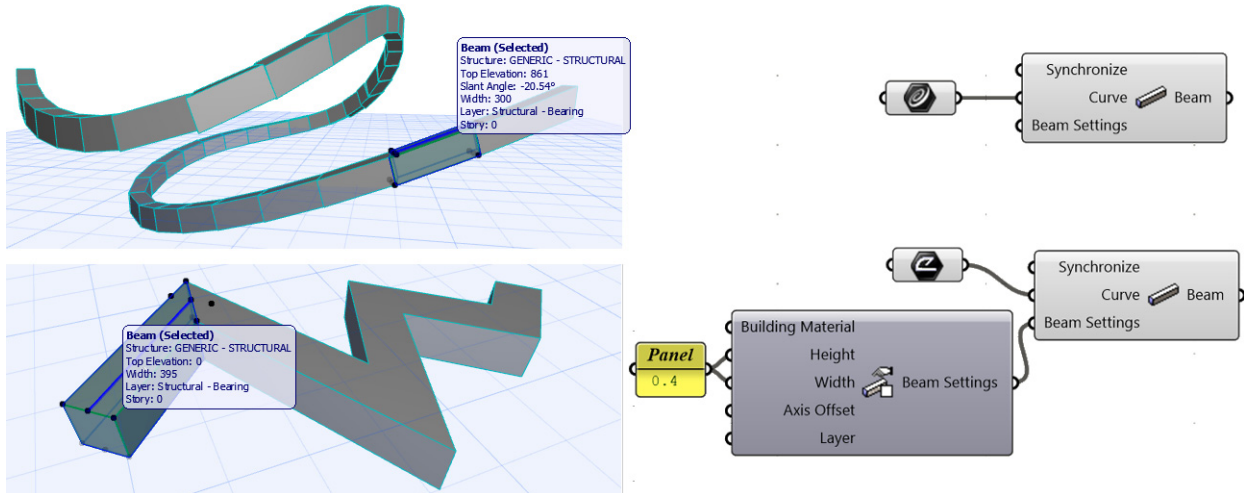 Beam (Selected)
Structure: GENERIC - STRUCTURAL
Top Elevation: 861
Slant Angle: -20.54°
Width: 300
Layer: Structural - Bearing
Story: 0
Synchronize
Curve
Beam
Beam Settings
Beam (Selected)
Structure: GENERIC - STRUCTURAL
Top Elevation: 0
Width: 395
Layer: Structural - Bearing
Story: 0
Synchronize
Curve
Beam
Beam Settings
Panel
0.4
Building Material
Height
Width
Beam Settings
Axis Offset
Layer